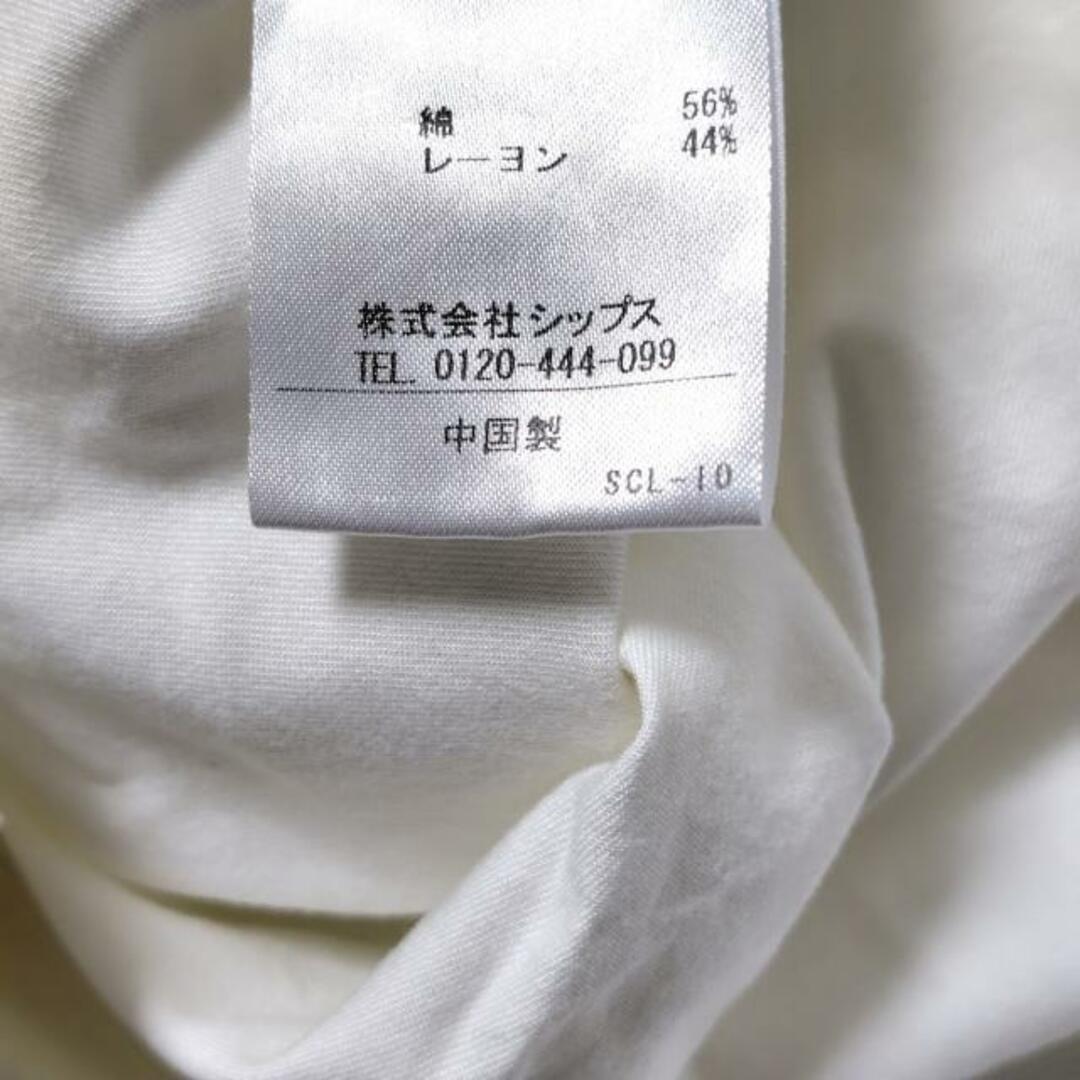 綿 56%
レーヨン 44%
株式会社シップス
TEL. 0120-444-099
中国製
SCL-10